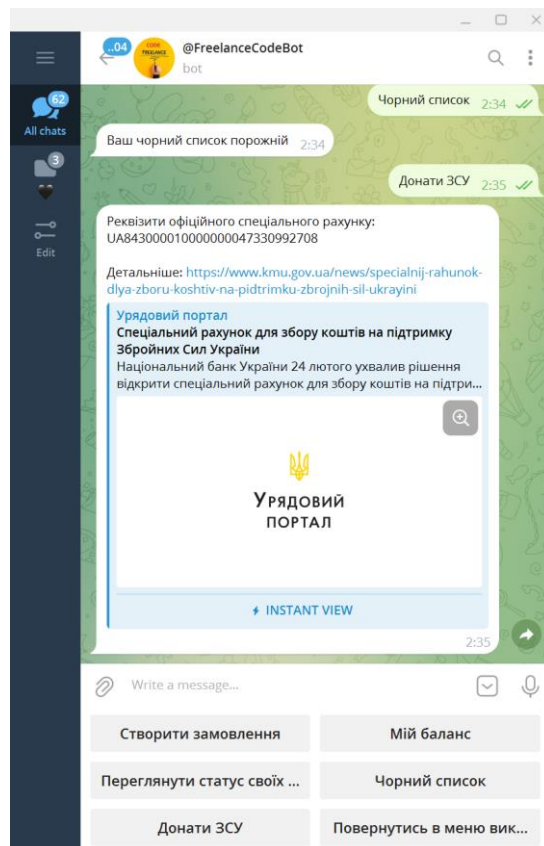 ..04
CODE
FREELANCE
@FreelanceCodeBot
bot
62
All chats
3
Edit
Чорний список 2:34
Ваш чорний список порожній 2:34
Донати ЗСУ 2:35
Реквізити офіційного спеціального рахунку:
UA843000010000000047330992708
Детальніше: https://www.kmu.gov.ua/news/specialnij-rahunok-
dlya-zboru-koshtiv-na-pidtrimku-zbrojnih-sil-ukrayini
Урядовий портал
Спеціальний рахунок для збору коштів на підтримку
Збройних Сил України
Національний банк України 24 лютого ухвалив рішення
відкрити спеціальний рахунок для збору коштів на підтри...
Урядовий
портал
INSTANT VIEW
2:35
Write a message...
Створити замовлення
Мій баланс
Переглянути статус своїх ...
Чорний список
Донати ЗСУ
Повернутись в меню вик...